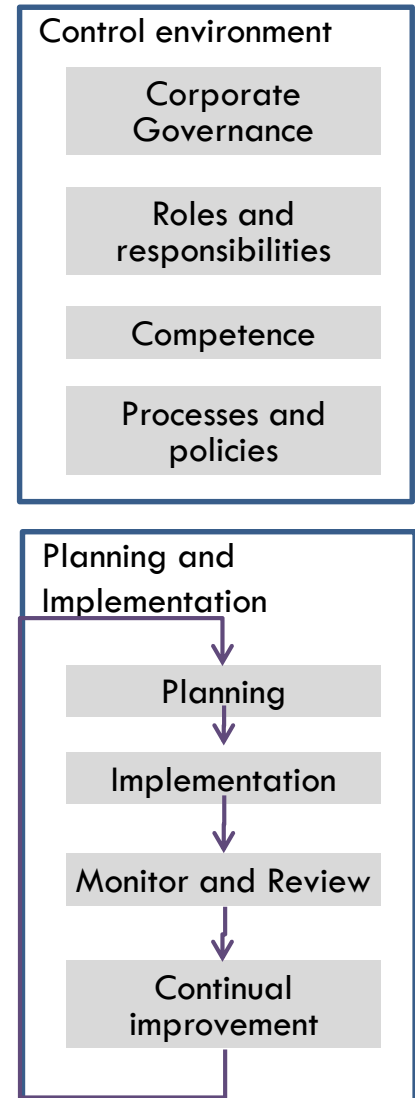 Control environment
Corporate
Governance
Roles and
responsibilities
Competence
Processes and
policies
Planning and
Implementation
Planning
Implementation
Monitor and Review
Continual
improvement